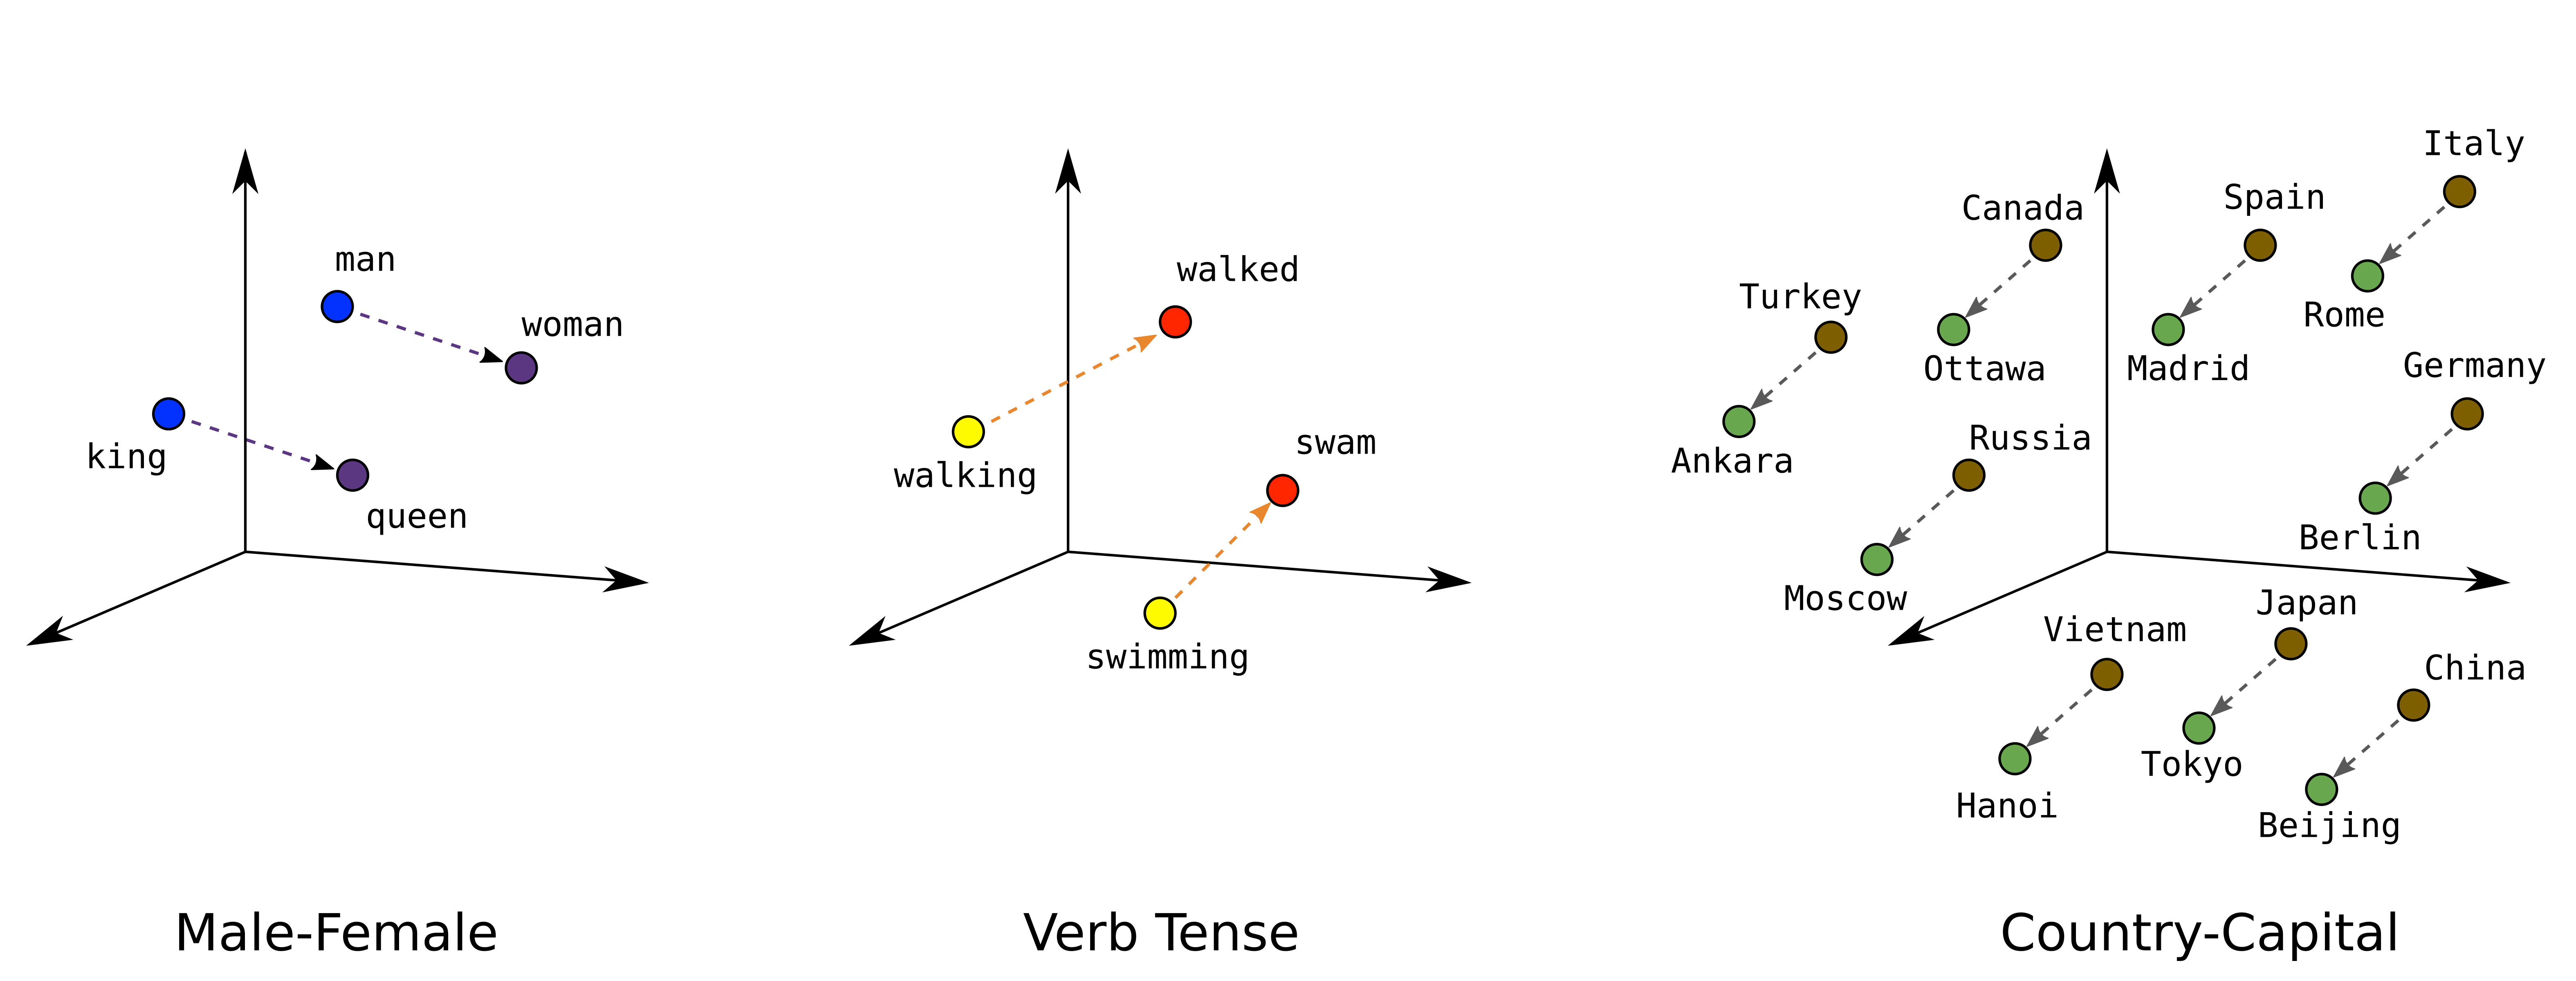 man
woman
king
queen
Male-Female
walked
walking
swam
swimming
Verb Tense
Italy
Canada
Spain
Turkey
Rome
Ottawa
Madrid
Germany
Russia
Ankara
Berlin
Moscow
Japan
Vietnam
China
Tokyo
Hanoi
Beijing
Country-Capital